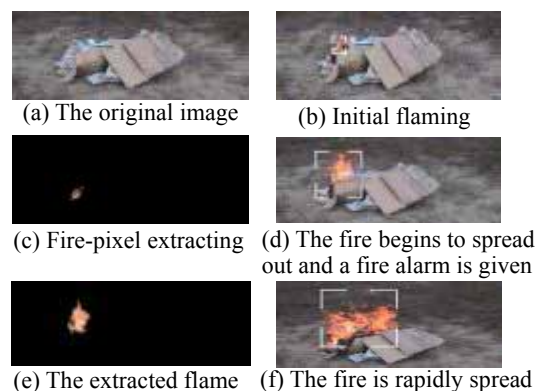 (a) The original image
(b) Initial flaming
(c) Fire-pixel extracting
(d) The fire begins to spread
out and a fire alarm is given
(e) The extracted flame
(f) The fire is rapidly spread